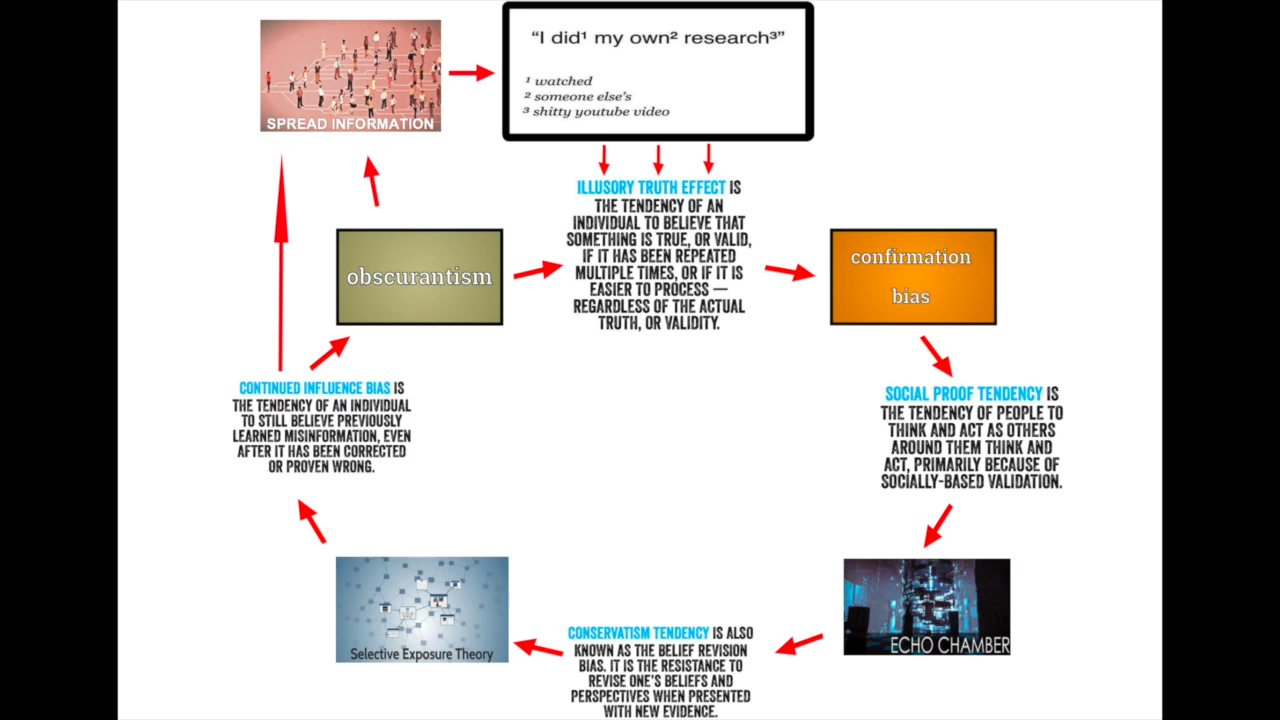 SPREAD INFORMATION
“I did¹ my own² research³”
¹ watched
² someone else's
³ shitty youtube video
ILLUSORY TRUTH EFFECT IS
THE TENDENCY OF AN
INDIVIDUAL TO BELIEVE THAT
SOMETHING IS TRUE, OR VALID,
IF IT HAS BEEN REPEATED
MULTIPLE TIMES, OR IF IT IS
EASIER TO PROCESS —
REGARDLESS OF THE ACTUAL
TRUTH, OR VALIDITY.
confirmation
bias
SOCIAL PROOF TENDENCY IS
THE TENDENCY OF PEOPLE TO
THINK AND ACT AS OTHERS
AROUND THEM THINK AND
ACT, PRIMARILY BECAUSE OF
SOCIALLY-BASED VALIDATION.
ECHO CHAMBER
CONSERVATISM TENDENCY IS ALSO
KNOWN AS THE BELIEF REVISION
BIAS. IT IS THE RESISTANCE TO
REVISE ONE'S BELIEFS AND
PERSPECTIVES WHEN PRESENTED
WITH NEW EVIDENCE.
Selective Exposure Theory
CONTINUED INFLUENCE BIAS IS
THE TENDENCY OF AN INDIVIDUAL
TO STILL BELIEVE PREVIOUSLY
LEARNED MISINFORMATION, EVEN
AFTER IT HAS BEEN CORRECTED
OR PROVEN WRONG.
obscurantism